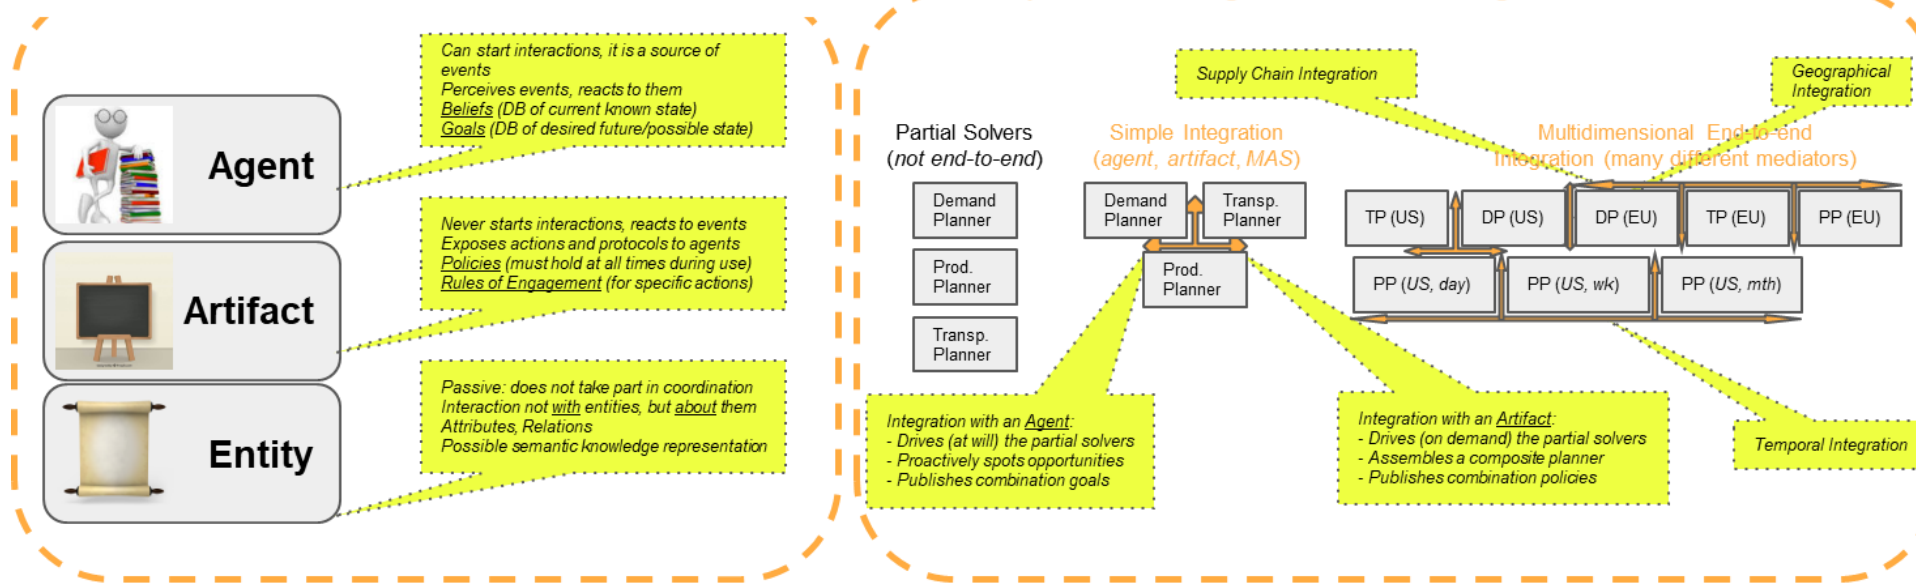 Agent
Can start interactions, it is a source of
events
Perceives events, reacts to them
Beliefs (DB of current known state)
Goals (DB of desired future/possible state)
Artifact
Never starts interactions, reacts to events
Exposes actions and protocols to agents
Policies (must hold at all times during use)
Rules of Engagement (for specific actions)
Entity
Passive: does not take part in coordination
Interaction not with entities, but about them
Attributes, Relations
Possible semantic knowledge representation
Partial Solvers
(not end-to-end)
Demand
Planner
Prod.
Planner
Transp.
Planner
Simple Integration
(agent, artifact, MAS)
Demand
Planner
Transp.
Planner
Prod.
Planner
Integration with an Agent:
- Drives (at will) the partial solvers
- Proactively spots opportunities
- Publishes combination goals
Supply Chain Integration
Geographical
Integration
Multidimensional End-to-end
Integration (many different mediators)
TP (US)
DP (US)
DP (EU)
TP (EU)
PP (EU)
PP (US, day)
PP (US, wk)
PP (US, mth)
Integration with an Artifact:
- Drives (on demand) the partial solvers
- Assembles a composite planner
- Publishes combination policies
Temporal Integration